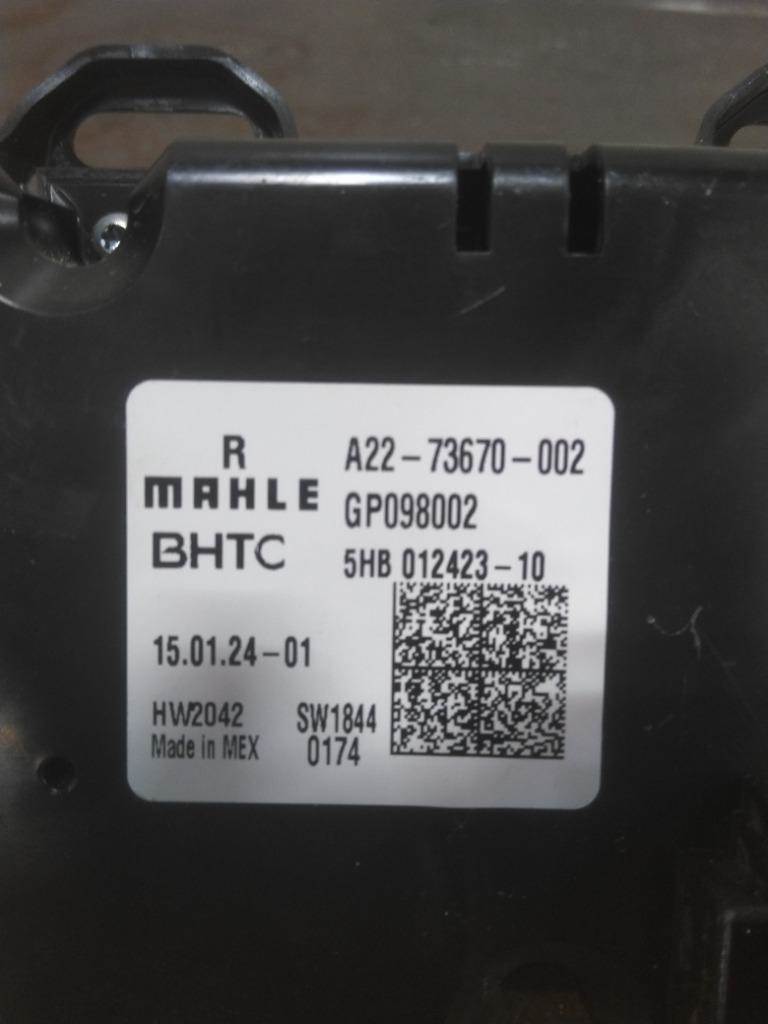 R
MAHLE
BHTC
A22-73670-002
GP098002
5HB 012423-10
15.01.24-01
HW2042 SW1844
Made in MEX 0174